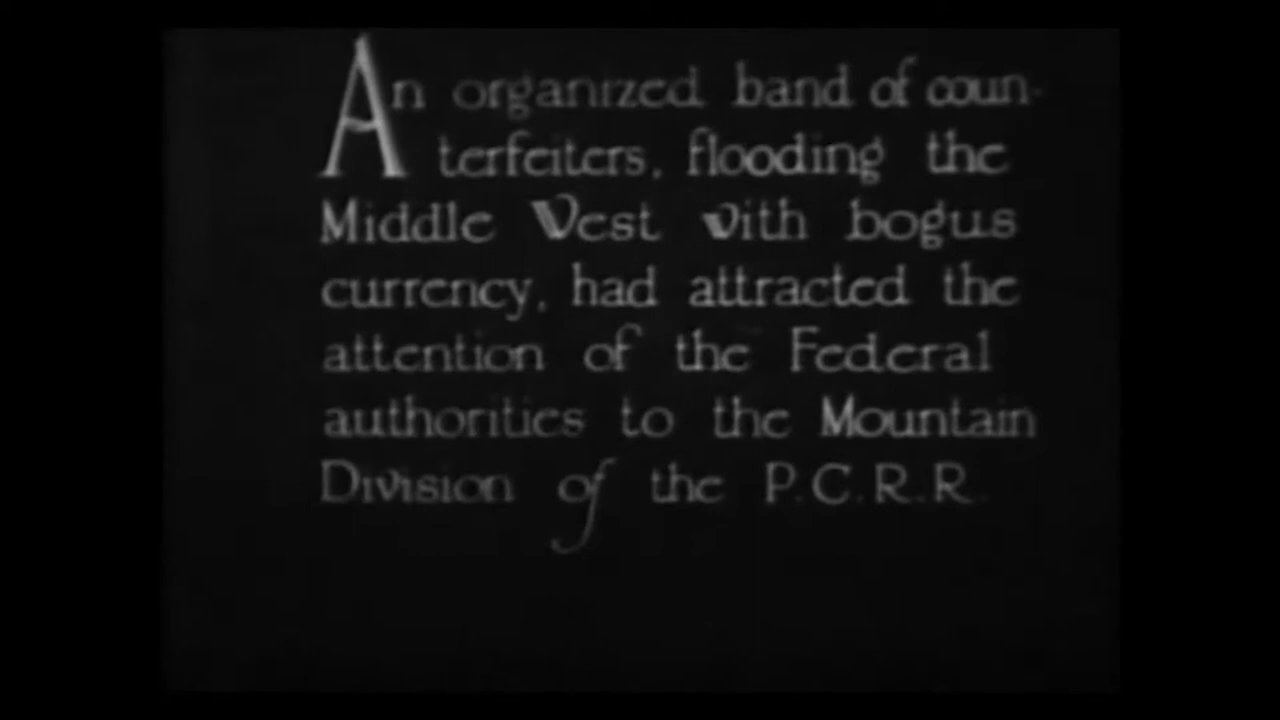 An organized band of coun-
terfeiters, flooding the
Middle West with bogus
currency, had attracted the
attention of the Federal
authorities to the Mountain
Division of the P.C.R.R.